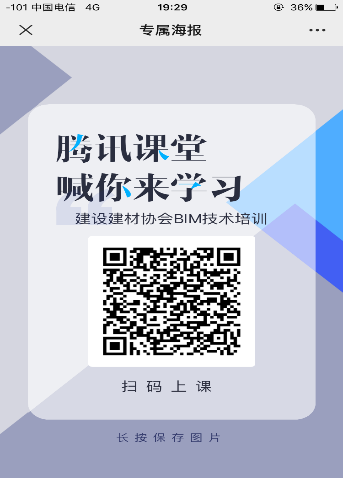 -101 中国电信 4G 19:29 36%
专属海报
腾讯课堂
喊你来学习
建设建材协会BIM技术培训
扫码上课
长按保存图片